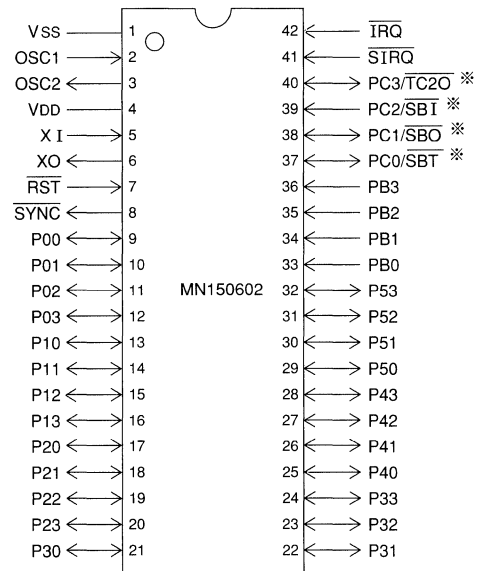 VSS 1 42 IRQ
OSC1 2 41 SIRQ
OSC2 3 40 PC3/TC2O ※
VDD 4 39 PC2/SBI ※
XI 5 38 PC1/SBO ※
XO 6 37 PC0/SBT ※
RST 7 36 PB3
SYNC 8 35 PB2
P00 9 34 PB1
P01 10 33 PB0
P02 11 MN150602 32 P53
P03 12 31 P52
P10 13 30 P51
P11 14 29 P50
P12 15 28 P43
P13 16 27 P42
P20 17 26 P41
P21 18 25 P40
P22 19 24 P33
P23 20 23 P32
P30 21 22 P31